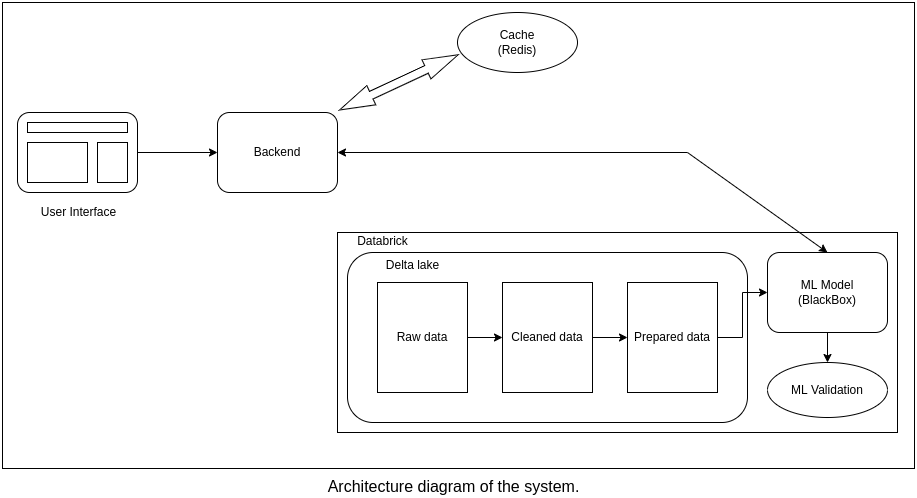 Cache
(Redis)
Backend
User Interface
Databrick
Delta lake
ML Model
(BlackBox)
Raw data
Cleaned data
Prepared data
ML Validation
Architecture diagram of the system.